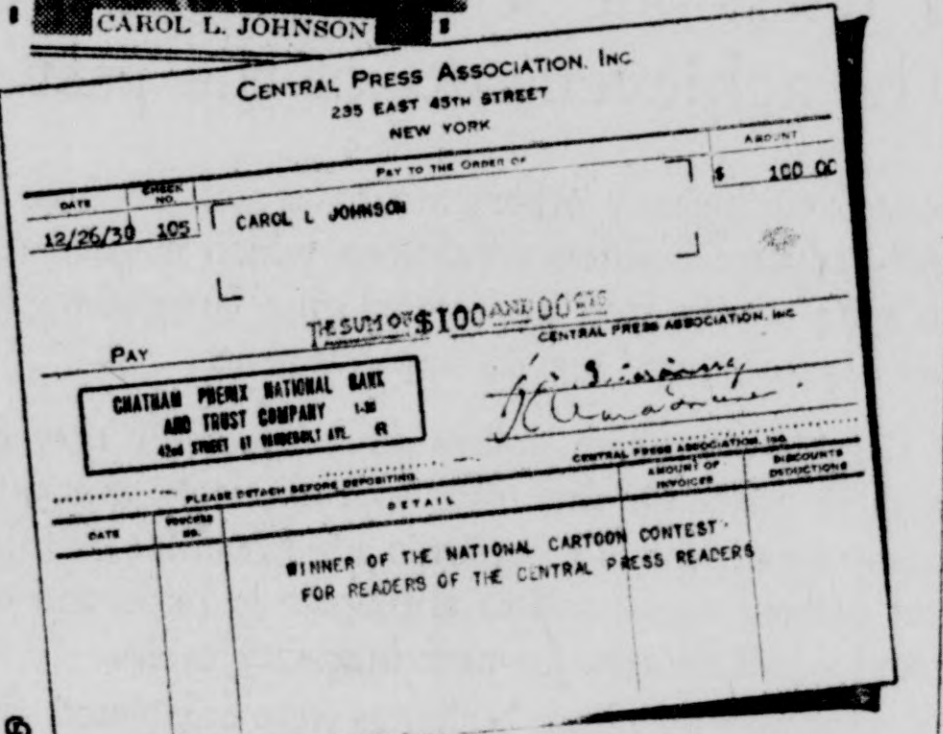 CAROL L. JOHNSON
CENTRAL PRESS ASSOCIATION, INC
235 EAST 45TH STREET
NEW YORK
DATE CHECK NO. PAY TO THE ORDER OF AMOUNT
12/26/30 105 CAROL L JOHNSON $ 100 00
PAY THE SUM OF $100 AND 00 CTS
CENTRAL PRESS ASSOCIATION, INC
CHATHAM PHENIX NATIONAL BANK
AND TRUST COMPANY 1-30
42nd STREET AT VANDERBILT AVE. R
PLEASE DETACH BEFORE DEPOSITING CENTRAL PRESS ASSOCIATION, INC.
DATE VOUCHER NO. DETAIL AMOUNT OF INVOICES DISCOUNTS DEDUCTIONS
WINNER OF THE NATIONAL CARTOON CONTEST
FOR READERS OF THE CENTRAL PRESS READERS